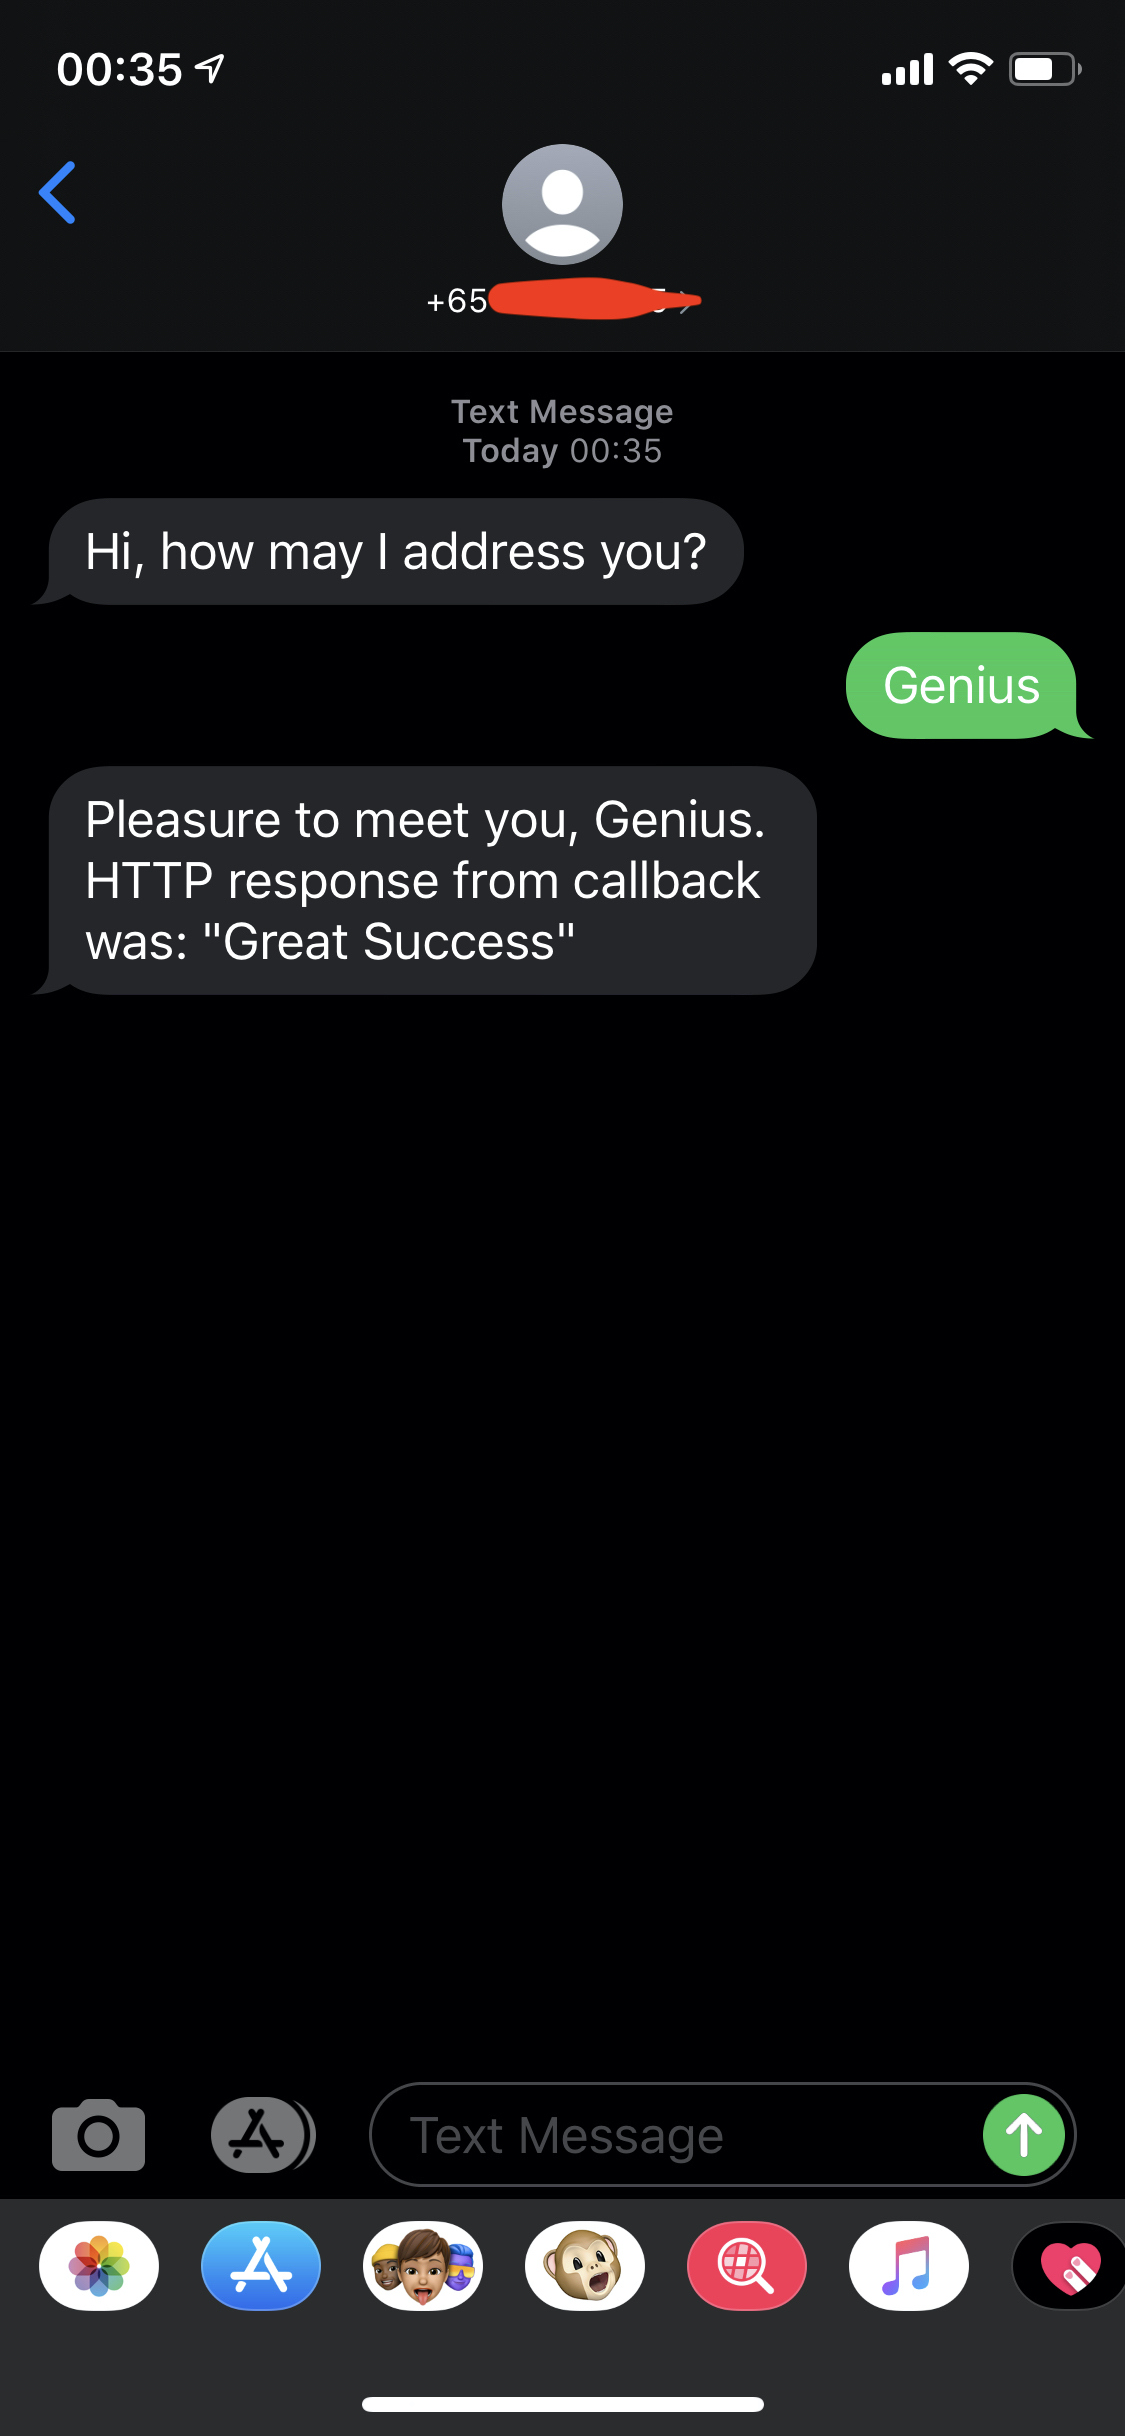 00:35
+65
Text Message
Today 00:35
Hi, how may I address you?
Genius
Pleasure to meet you, Genius.
HTTP response from callback
was: "Great Success"
Text Message